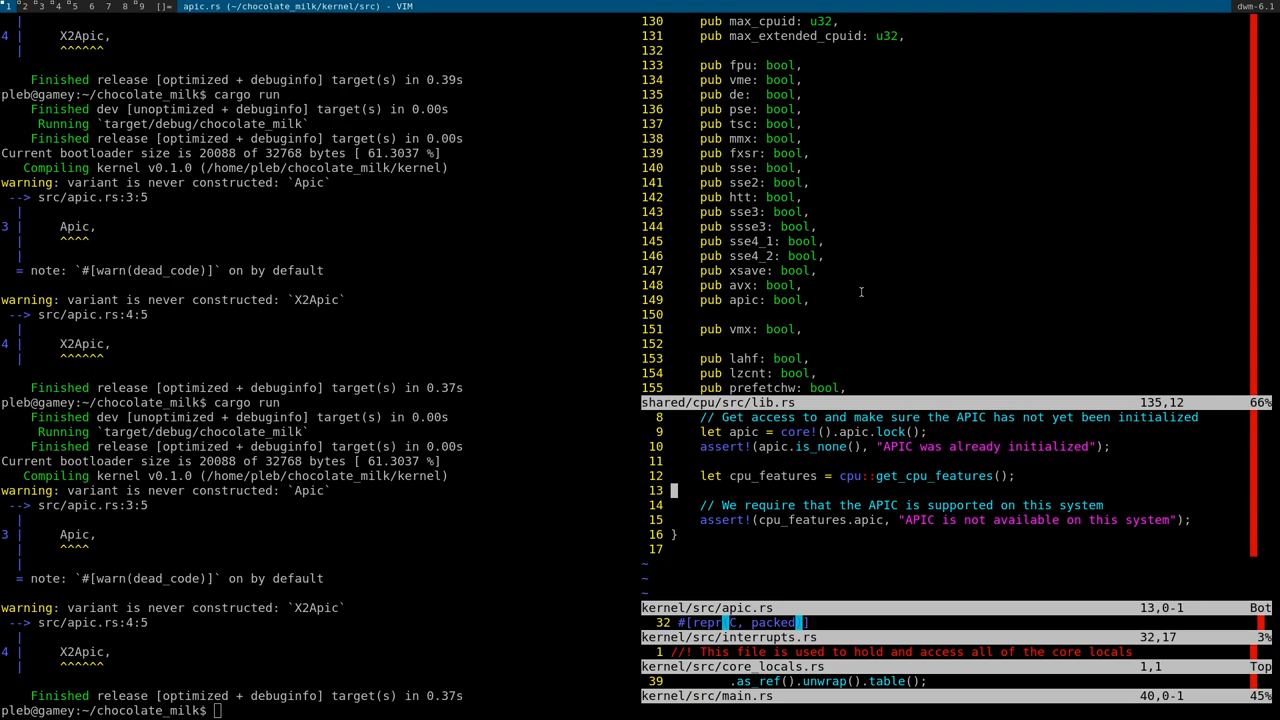 1 2 3 4 5 6 7 8 9 []= apic.rs (~/chocolate_milk/kernel/src) - VIM dwm-6.1
|
4 |     X2Apic,
|     ^^^^^^
Finished release [optimized + debuginfo] target(s) in 0.39s
pleb@gamey:~/chocolate_milk$ cargo run
Finished dev [unoptimized + debuginfo] target(s) in 0.00s
Running `target/debug/chocolate_milk`
Finished release [optimized + debuginfo] target(s) in 0.00s
Current bootloader size is 20088 of 32768 bytes [ 61.3037 %]
Compiling kernel v0.1.0 (/home/pleb/chocolate_milk/kernel)
warning: variant is never constructed: `Apic`
--> src/apic.rs:3:5
|
3 |     Apic,
|     ^^^^
|
= note: `#[warn(dead_code)]` on by default
warning: variant is never constructed: `X2Apic`
--> src/apic.rs:4:5
|
4 |     X2Apic,
|     ^^^^^^
Finished release [optimized + debuginfo] target(s) in 0.37s
pleb@gamey:~/chocolate_milk$ cargo run
Finished dev [unoptimized + debuginfo] target(s) in 0.00s
Running `target/debug/chocolate_milk`
Finished release [optimized + debuginfo] target(s) in 0.00s
Current bootloader size is 20088 of 32768 bytes [ 61.3037 %]
Compiling kernel v0.1.0 (/home/pleb/chocolate_milk/kernel)
warning: variant is never constructed: `Apic`
--> src/apic.rs:3:5
|
3 |     Apic,
|     ^^^^
|
= note: `#[warn(dead_code)]` on by default
warning: variant is never constructed: `X2Apic`
--> src/apic.rs:4:5
|
4 |     X2Apic,
|     ^^^^^^
Finished release [optimized + debuginfo] target(s) in 0.37s
pleb@gamey:~/chocolate_milk$
130     pub max_cpuid: u32,
131     pub max_extended_cpuid: u32,
132
133     pub fpu: bool,
134     pub vme: bool,
135     pub de:  bool,
136     pub pse: bool,
137     pub tsc: bool,
138     pub mmx: bool,
139     pub fxsr: bool,
140     pub sse: bool,
141     pub sse2: bool,
142     pub htt: bool,
143     pub sse3: bool,
144     pub ssse3: bool,
145     pub sse4_1: bool,
146     pub sse4_2: bool,
147     pub xsave: bool,
148     pub avx: bool,
149     pub apic: bool,
150
151     pub vmx: bool,
152
153     pub lahf: bool,
154     pub lzcnt: bool,
155     pub prefetchw: bool,
shared/cpu/src/lib.rs 135,12 66%
8     // Get access to and make sure the APIC has not yet been initialized
9     let apic = core!().apic.lock();
10     assert!(apic.is_none(), "APIC was already initialized");
11
12     let cpu_features = cpu::get_cpu_features();
13
14     // We require that the APIC is supported on this system
15     assert!(cpu_features.apic, "APIC is not available on this system");
16 }
17
~
~
~
kernel/src/apic.rs 13,0-1 Bot
32 #[repr(C, packed)]
kernel/src/interrupts.rs 32,17 3%
1 //! This file is used to hold and access all of the core locals
kernel/src/core_locals.rs 1,1 Top
39         .as_ref().unwrap().table();
kernel/src/main.rs 40,0-1 45%